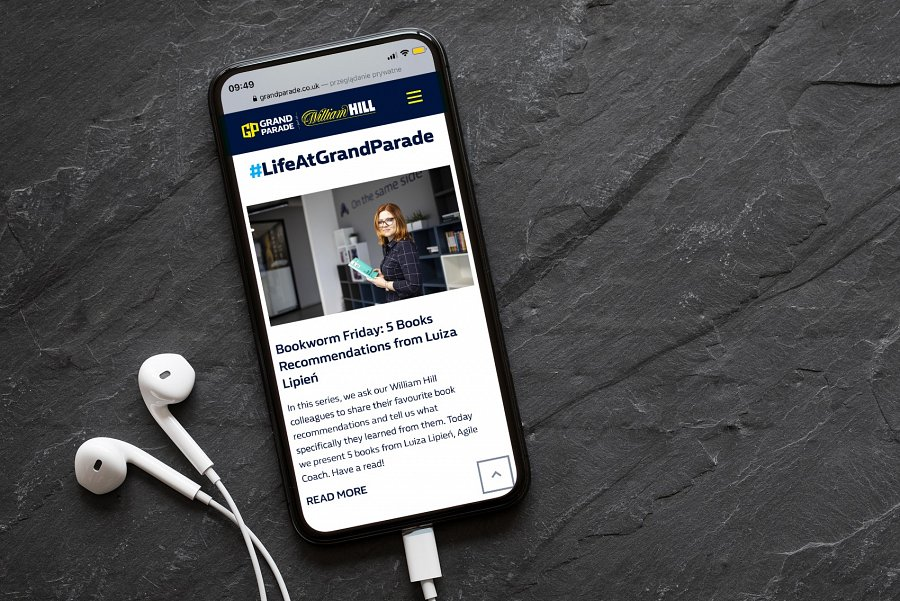 09:49
grandparade.co.uk — przeglądanie prywatne
GP GRAND PARADE William HILL
#LifeAtGrandParade
On the same side
Bookworm Friday: 5 Books
Recommendations from Luiza
Lipień
In this series, we ask our William Hill
colleagues to share their favourite book
recommendations and tell us what
specifically they learned from them. Today
we present 5 books from Luiza Lipień, Agile
Coach. Have a read!
READ MORE